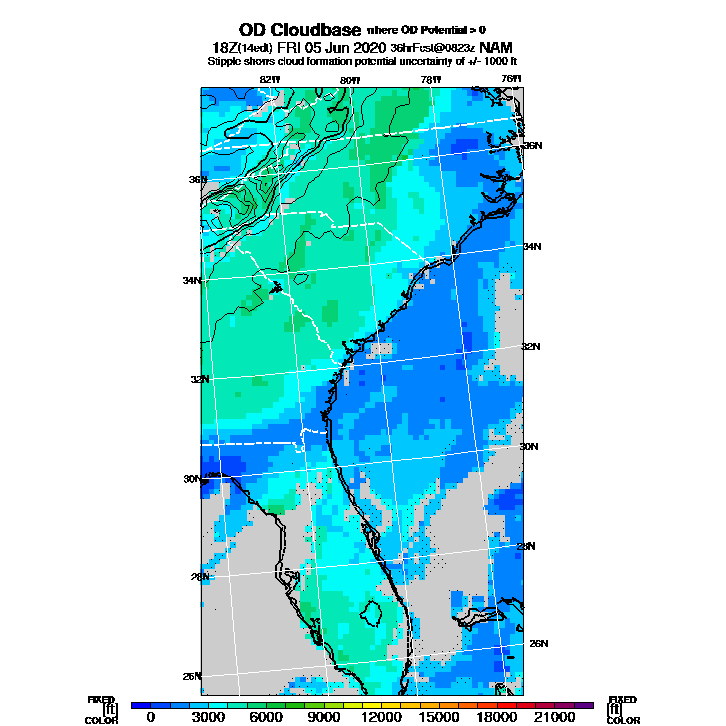 OD Cloudbase where OD Potential > 0
18Z(14edt) FRI 05 Jun 2020 36hrFcst@0823z NAM
Stipple shows cloud formation potential uncertainty of +/- 1000 ft
82W 80W 78W 76W
36N 36N
34N 34N
32N 32N
30N 30N
28N 28N
26N 26N
FIXED FIXED
[ft] [ft]
COLOR COLOR
0 3000 6000 9000 12000 15000 18000 21000